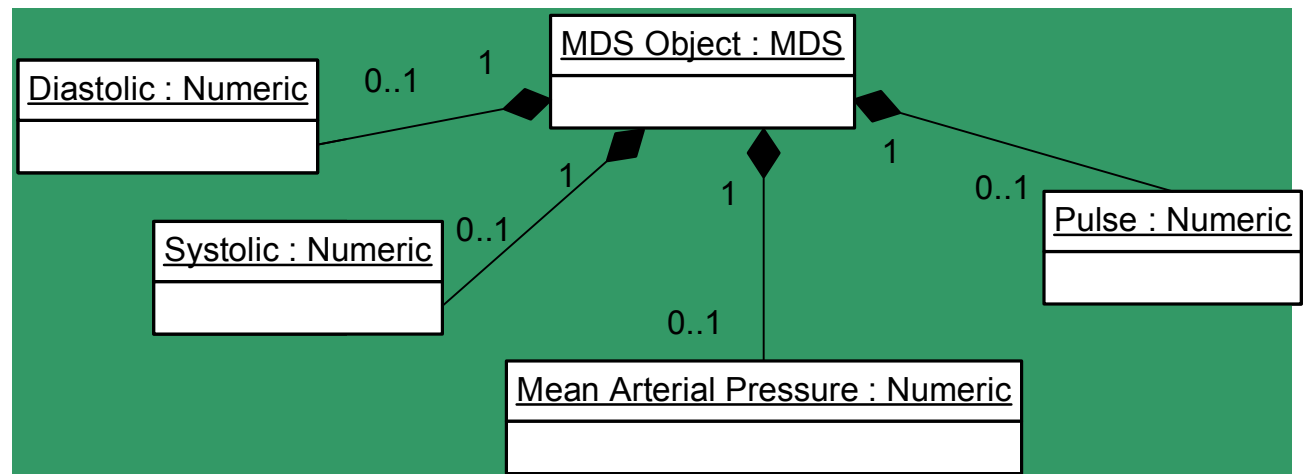 MDS Object : MDS
Diastolic : Numeric
0..1
1
Systolic : Numeric
0..1
1
Mean Arterial Pressure : Numeric
0..1
1
Pulse : Numeric
0..1
1